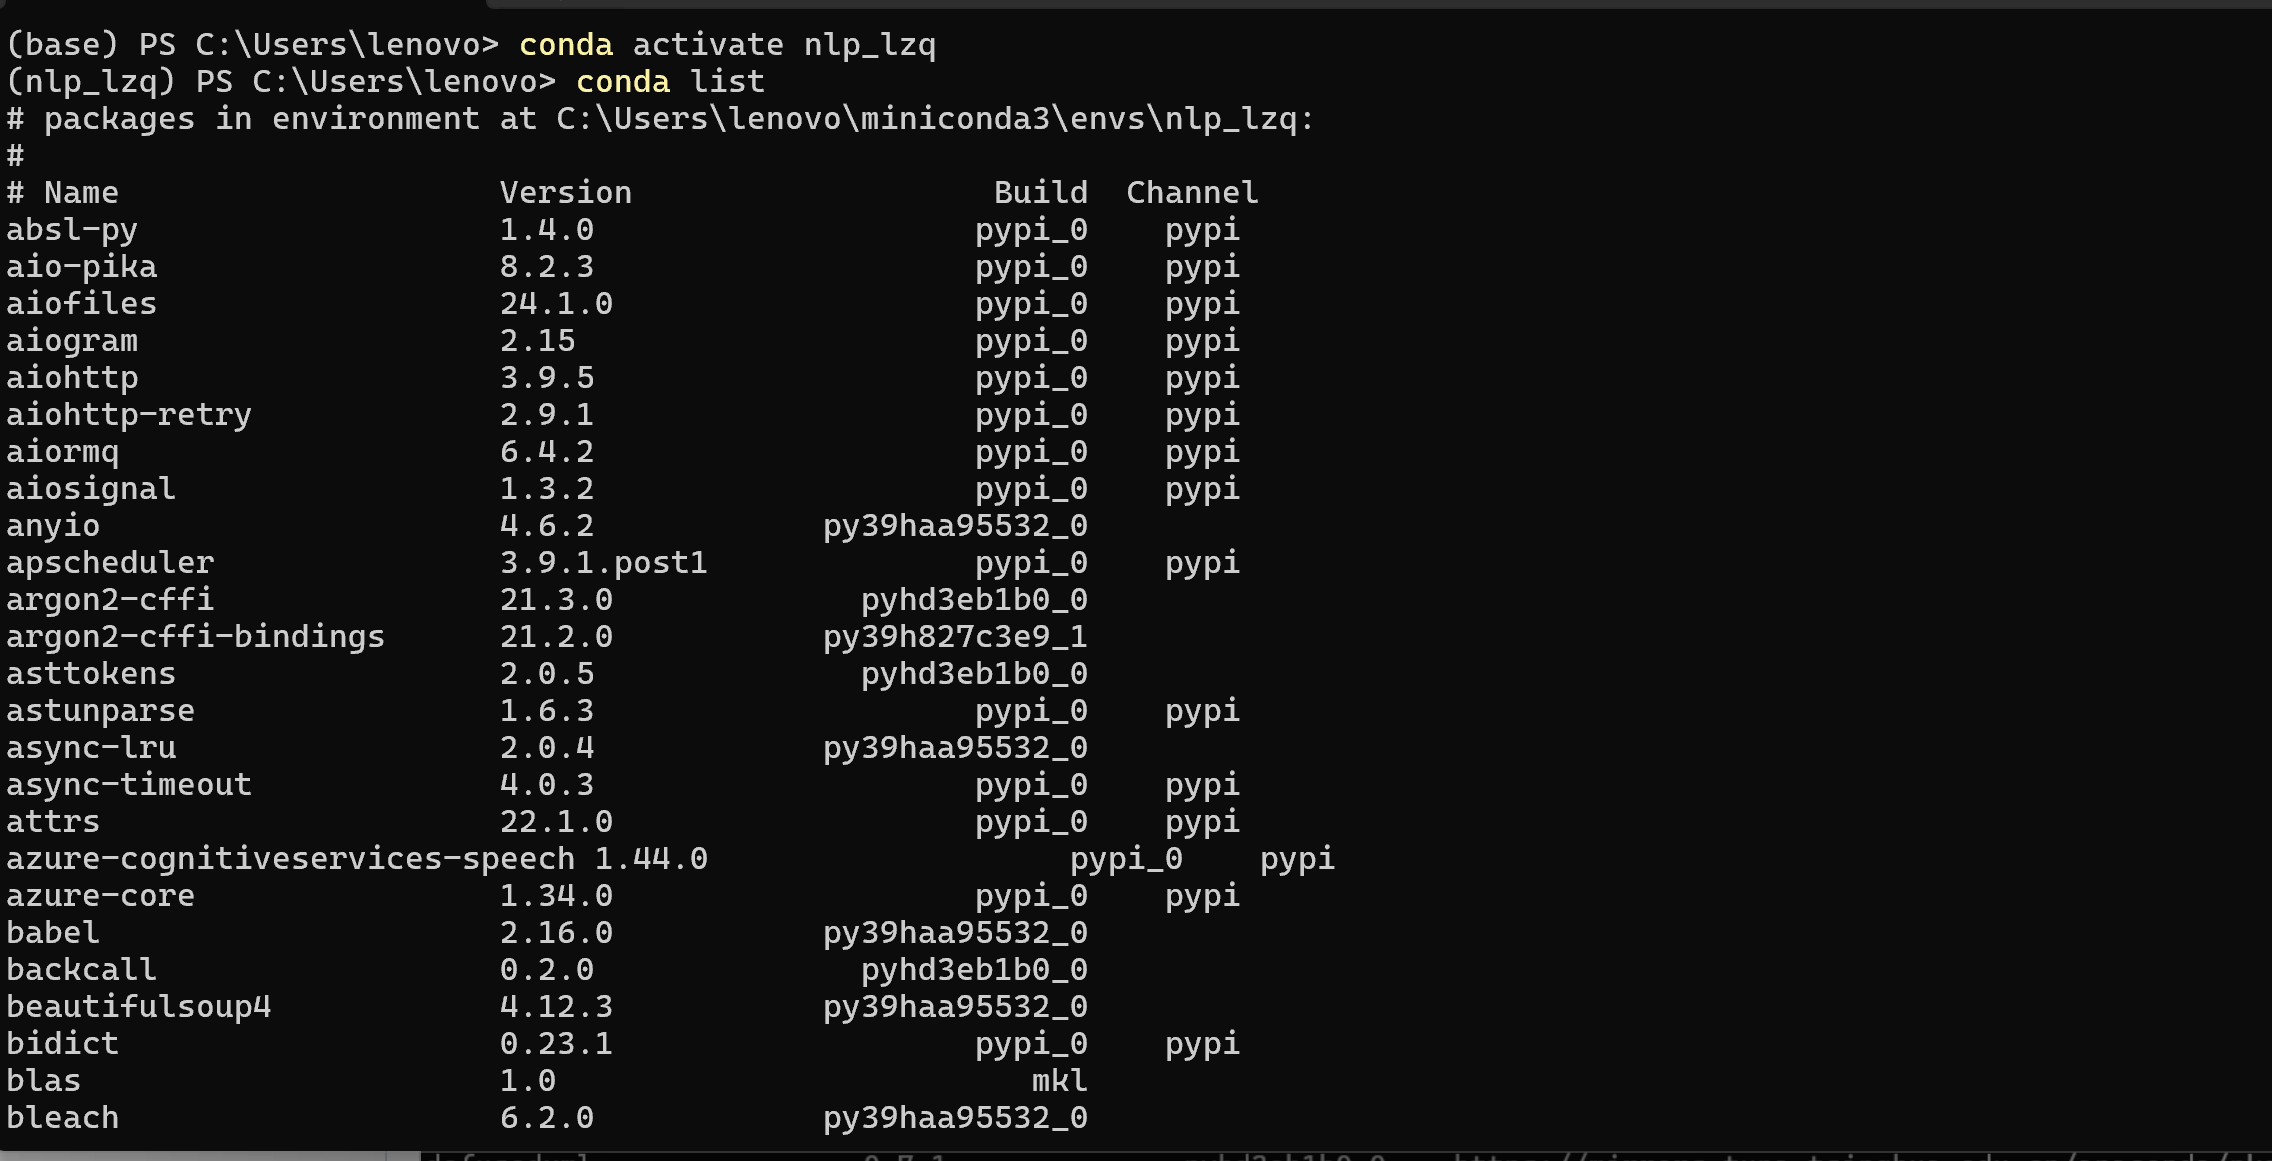 (base) PS C:\Users\lenovo> conda activate nlp_lzq
(nlp_lzq) PS C:\Users\lenovo> conda list
# packages in environment at C:\Users\lenovo\miniconda3\envs\nlp_lzq:
#
# Name                    Version                   Build  Channel
absl-py                   1.4.0                    pypi_0    pypi
aio-pika                  8.2.3                    pypi_0    pypi
aiofiles                  24.1.0                   pypi_0    pypi
aiogram                   2.15                     pypi_0    pypi
aiohttp                   3.9.5                    pypi_0    pypi
aiohttp-retry             2.9.1                    pypi_0    pypi
aiormq                    6.4.2                    pypi_0    pypi
aiosignal                 1.3.2                    pypi_0    pypi
anyio                     4.6.2            py39haa95532_0
apscheduler               3.9.1.post1              pypi_0    pypi
argon2-cffi               21.3.0             pyhd3eb1b0_0
argon2-cffi-bindings      21.2.0           py39h827c3e9_1
asttokens                 2.0.5              pyhd3eb1b0_0
astunparse                1.6.3                    pypi_0    pypi
async-lru                 2.0.4            py39haa95532_0
async-timeout             4.0.3                    pypi_0    pypi
attrs                     22.1.0                   pypi_0    pypi
azure-cognitiveservices-speech 1.44.0                   pypi_0    pypi
azure-core                1.34.0                   pypi_0    pypi
babel                     2.16.0           py39haa95532_0
backcall                  0.2.0              pyhd3eb1b0_0
beautifulsoup4            4.12.3           py39haa95532_0
bidict                    0.23.1                   pypi_0    pypi
blas                      1.0                         mkl
bleach                    6.2.0            py39haa95532_0